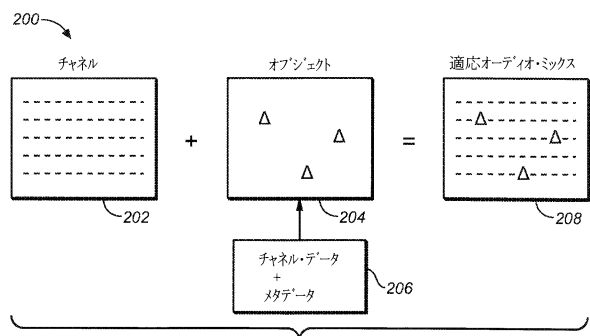 200
チャネル
オブジェクト
適応オーディオ・ミックス
Δ
Δ
Δ
+
=
Δ
Δ
Δ
202
204
208
チャネル・データ
+
メタデータ
206